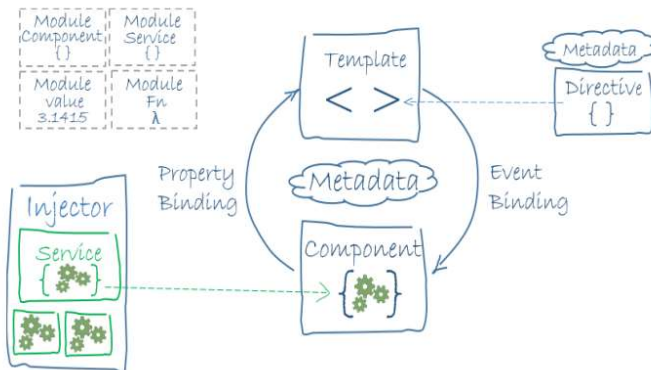 Module
Component
{ }
Module
Service
{ }
Module
value
3.1415
Module
Fn
λ
Template
< >
Metadata
Directive
{ }
Property
Binding
Metadata
Event
Binding
Injector
Service
{ }
Component
{ }